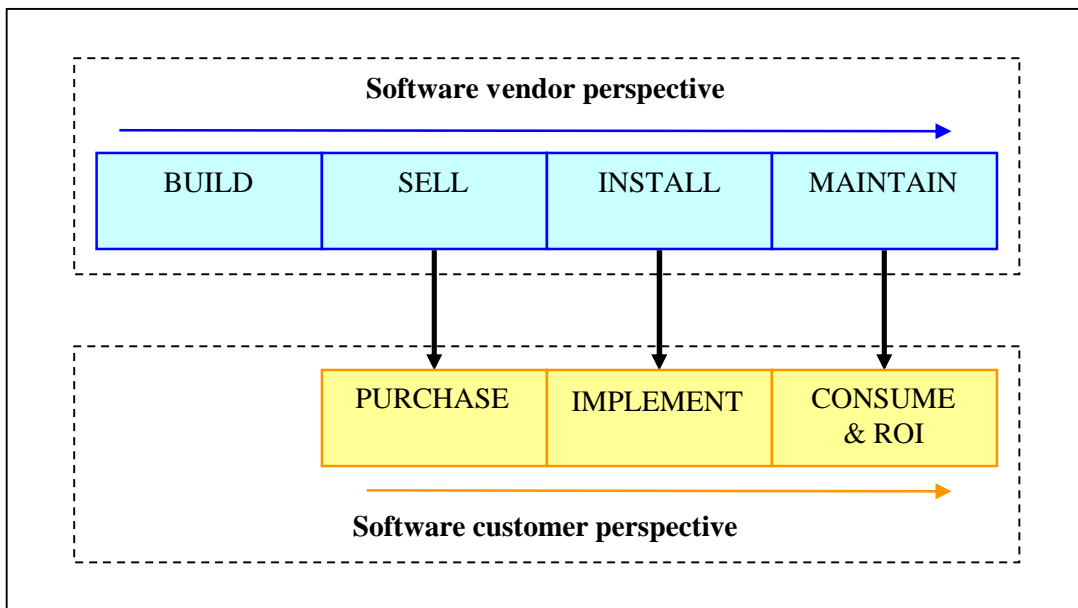 Software vendor perspective
BUILD
SELL
INSTALL
MAINTAIN
PURCHASE
IMPLEMENT
CONSUME
& ROI
Software customer perspective